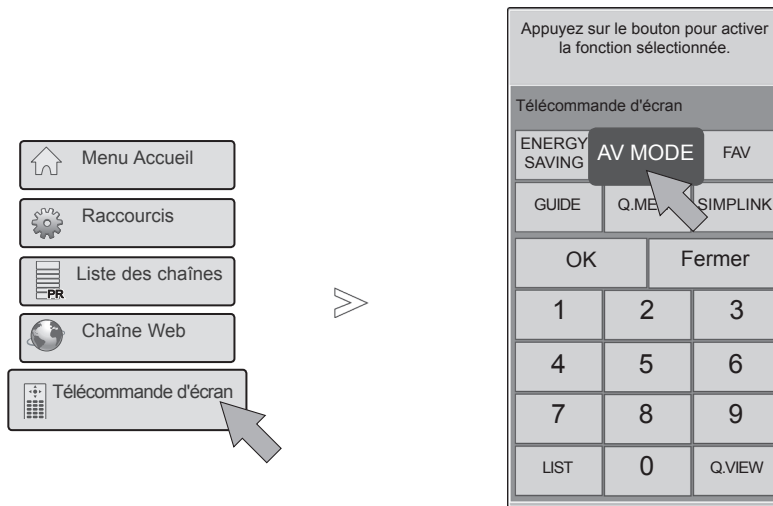 Menu Accueil
Raccourcis
Liste des chaînes
PR
Chaîne Web
Télécommande d'écran
Appuyez sur le bouton pour activer
la fonction sélectionnée.
Télécommande d'écran
ENERGY
SAVING
AV MODE
FAV
GUIDE
SIMPLINK
OK
Fermer
1 2 3
4 5 6
7 8 9
LIST 0 Q.VIEW